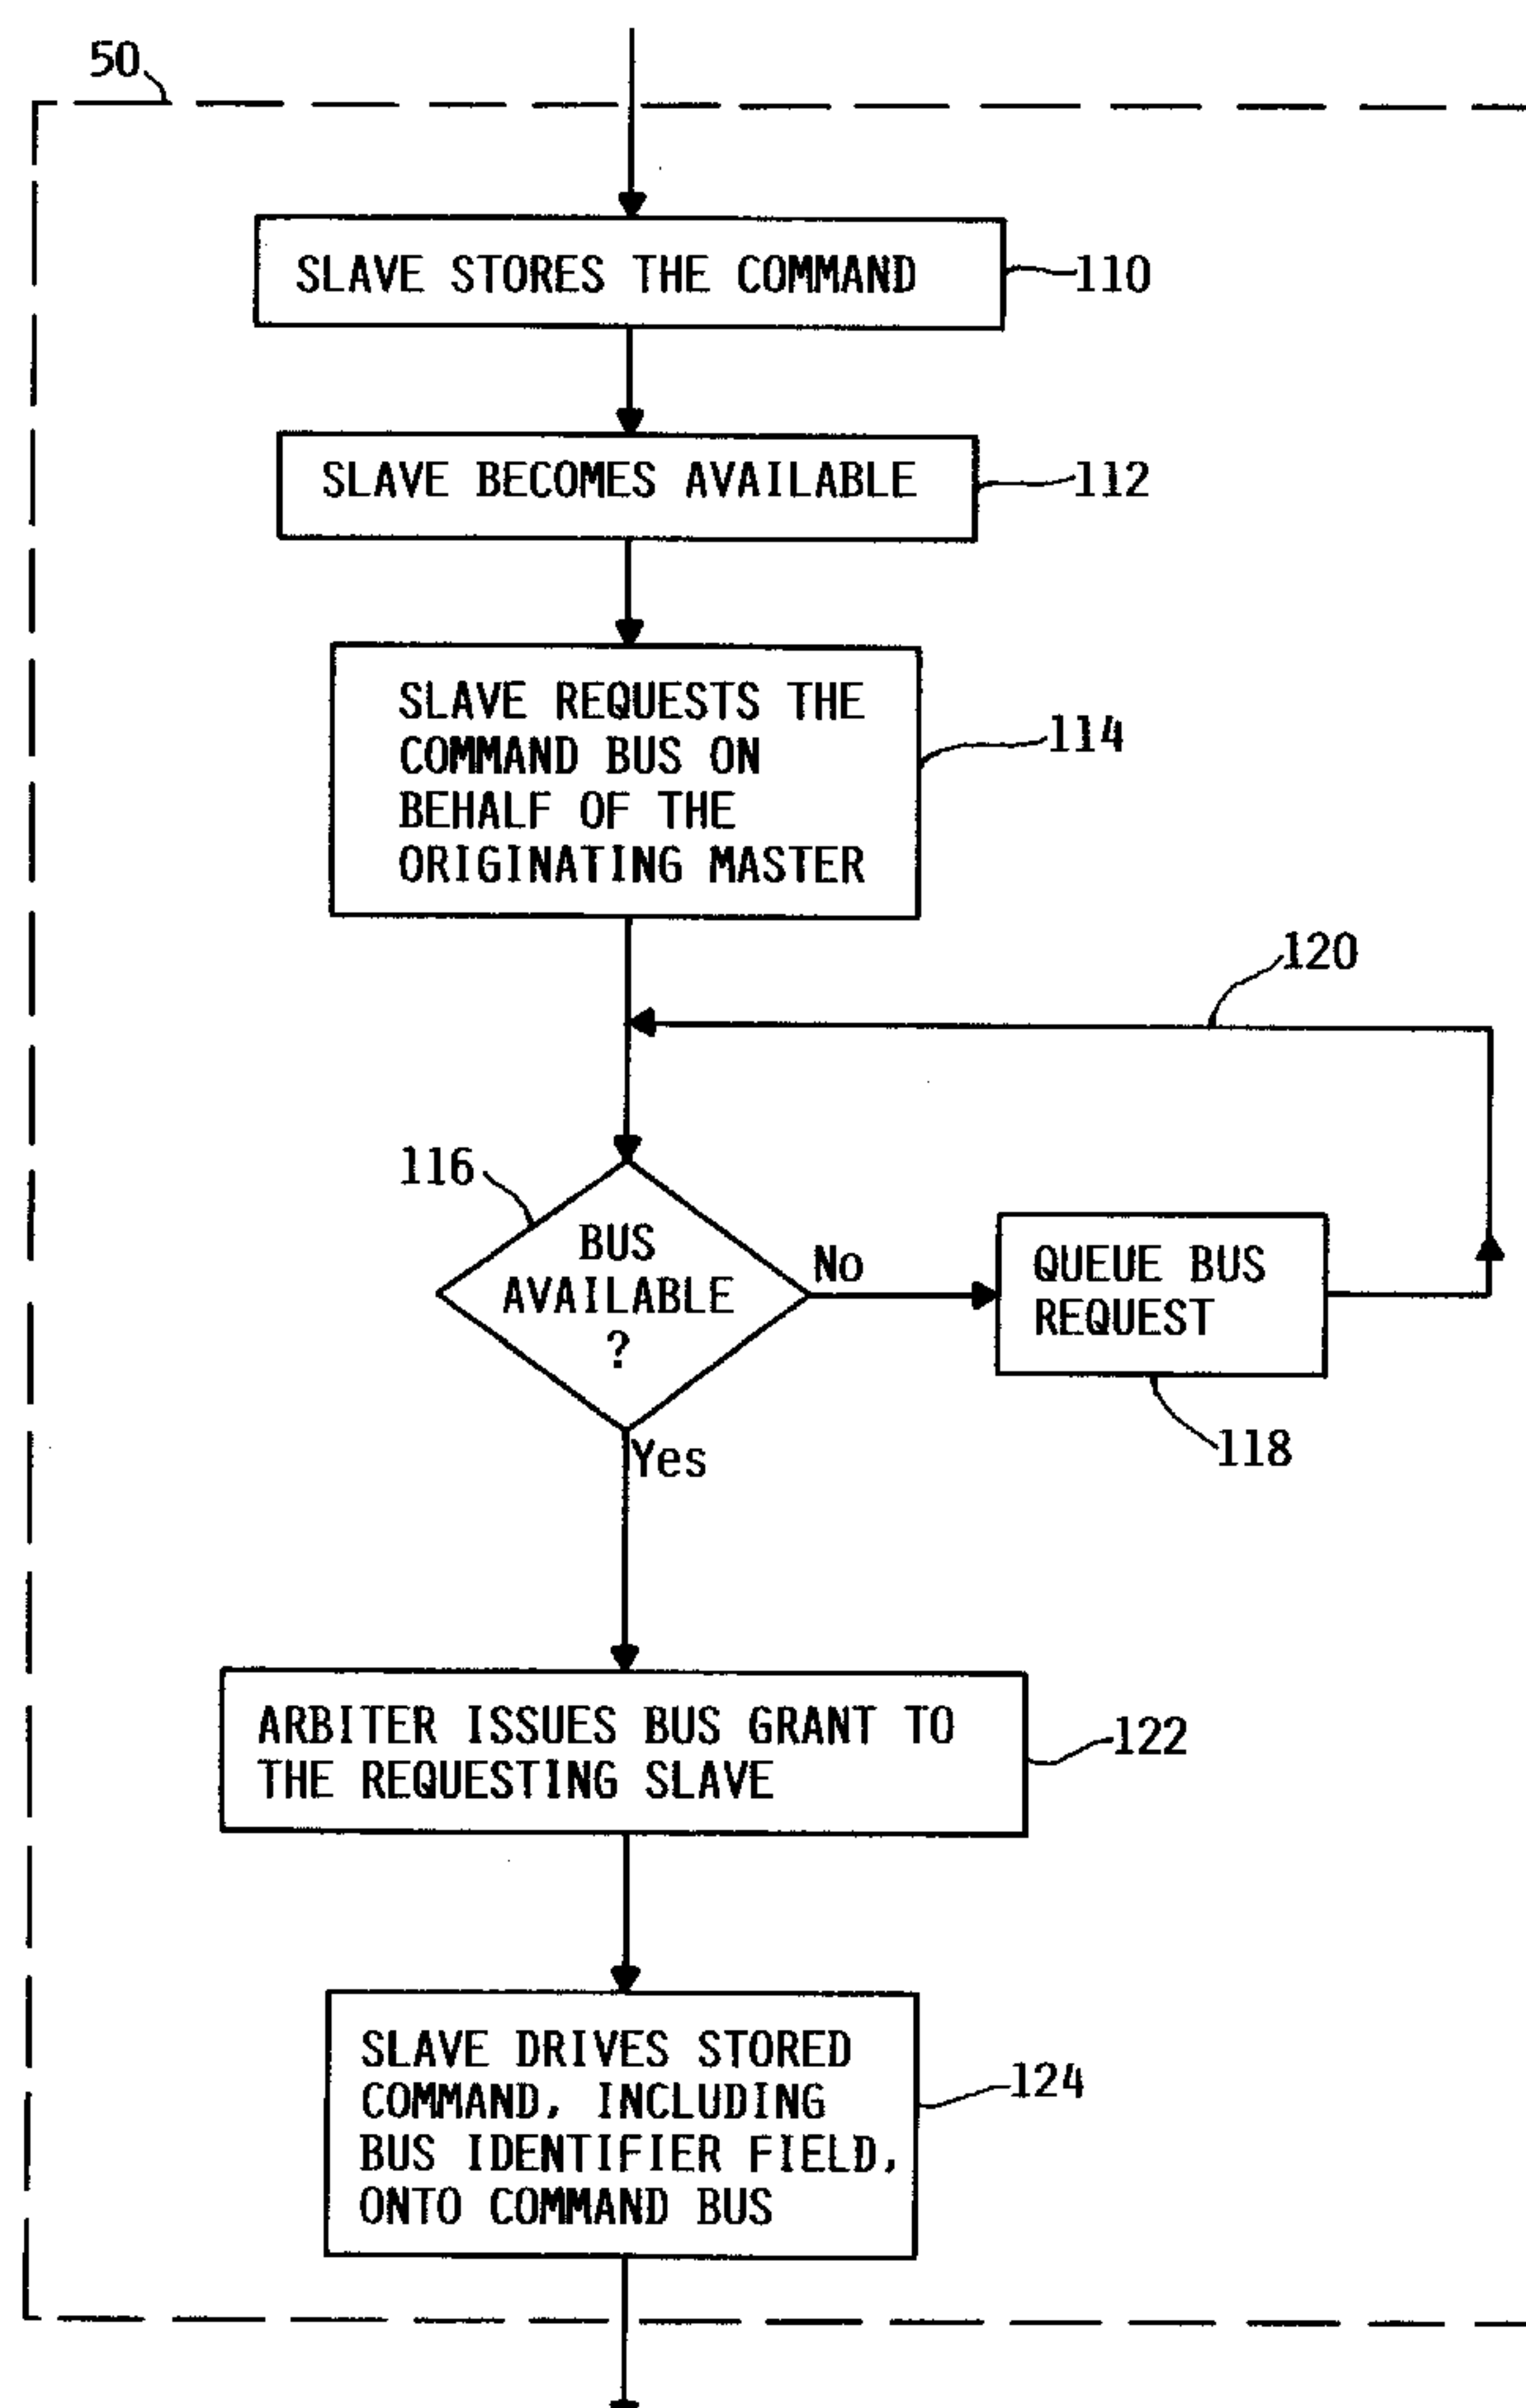 50
SLAVE STORES THE COMMAND
110
SLAVE BECOMES AVAILABLE
112
SLAVE REQUESTS THE
COMMAND BUS ON
BEHALF OF THE
ORIGINATING MASTER
114
120
116
BUS
AVAILABLE
?
No
QUEUE BUS
REQUEST
118
Yes
ARBITER ISSUES BUS GRANT TO
THE REQUESTING SLAVE
122
SLAVE DRIVES STORED
COMMAND, INCLUDING
BUS IDENTIFIER FIELD,
ONTO COMMAND BUS
124